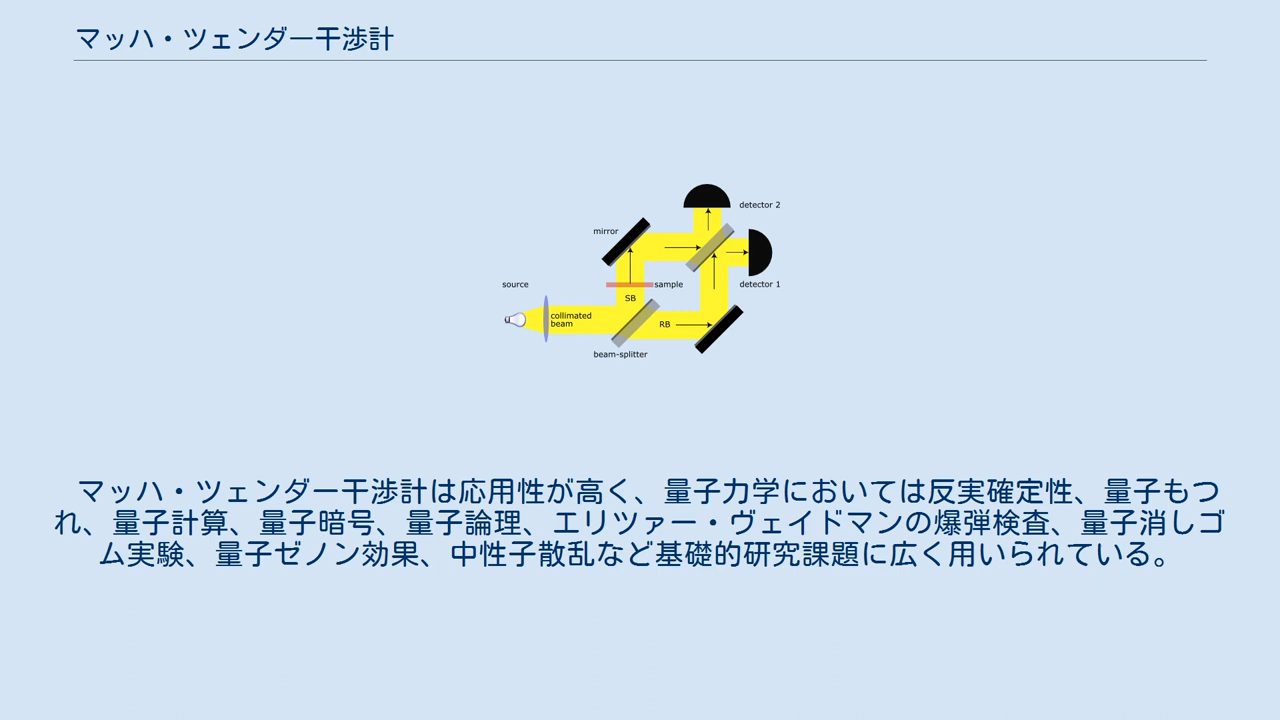 マッハ・ツェンダー干渉計
detector 2
mirror
source
sample
detector 1
SB
collimated
beam
RB
beam-splitter
マッハ・ツェンダー干渉計は応用性が高く、量子力学においては反実確定性、量子もつ
れ、量子計算、量子暗号、量子論理、エリツァー・ヴェイドマンの爆弾検査、量子消しゴ
ム実験、量子ゼノン効果、中性子散乱など基礎的研究課題に広く用いられている。